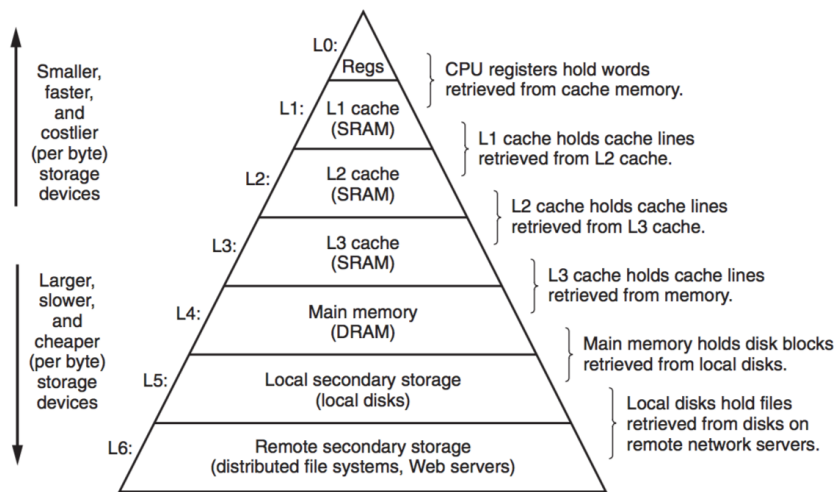 Smaller,
faster,
and
costlier
(per byte)
storage
devices
Larger,
slower,
and
cheaper
(per byte)
storage
devices
L0:
Regs
CPU registers hold words
retrieved from cache memory.
L1:
L1 cache
(SRAM)
L1 cache holds cache lines
retrieved from L2 cache.
L2:
L2 cache
(SRAM)
L2 cache holds cache lines
retrieved from L3 cache.
L3:
L3 cache
(SRAM)
L3 cache holds cache lines
retrieved from memory.
L4:
Main memory
(DRAM)
Main memory holds disk blocks
retrieved from local disks.
L5:
Local secondary storage
(local disks)
Local disks hold files
retrieved from disks on
remote network servers.
L6:
Remote secondary storage
(distributed file systems, Web servers)